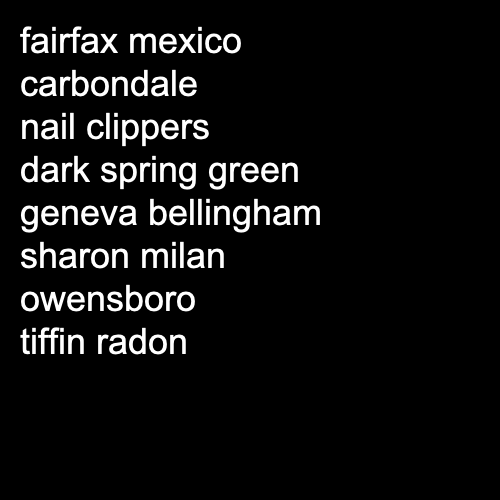 fairfax mexico
carbondale
nail clippers
dark spring green
geneva bellingham
sharon milan
owensboro
tiffin radon